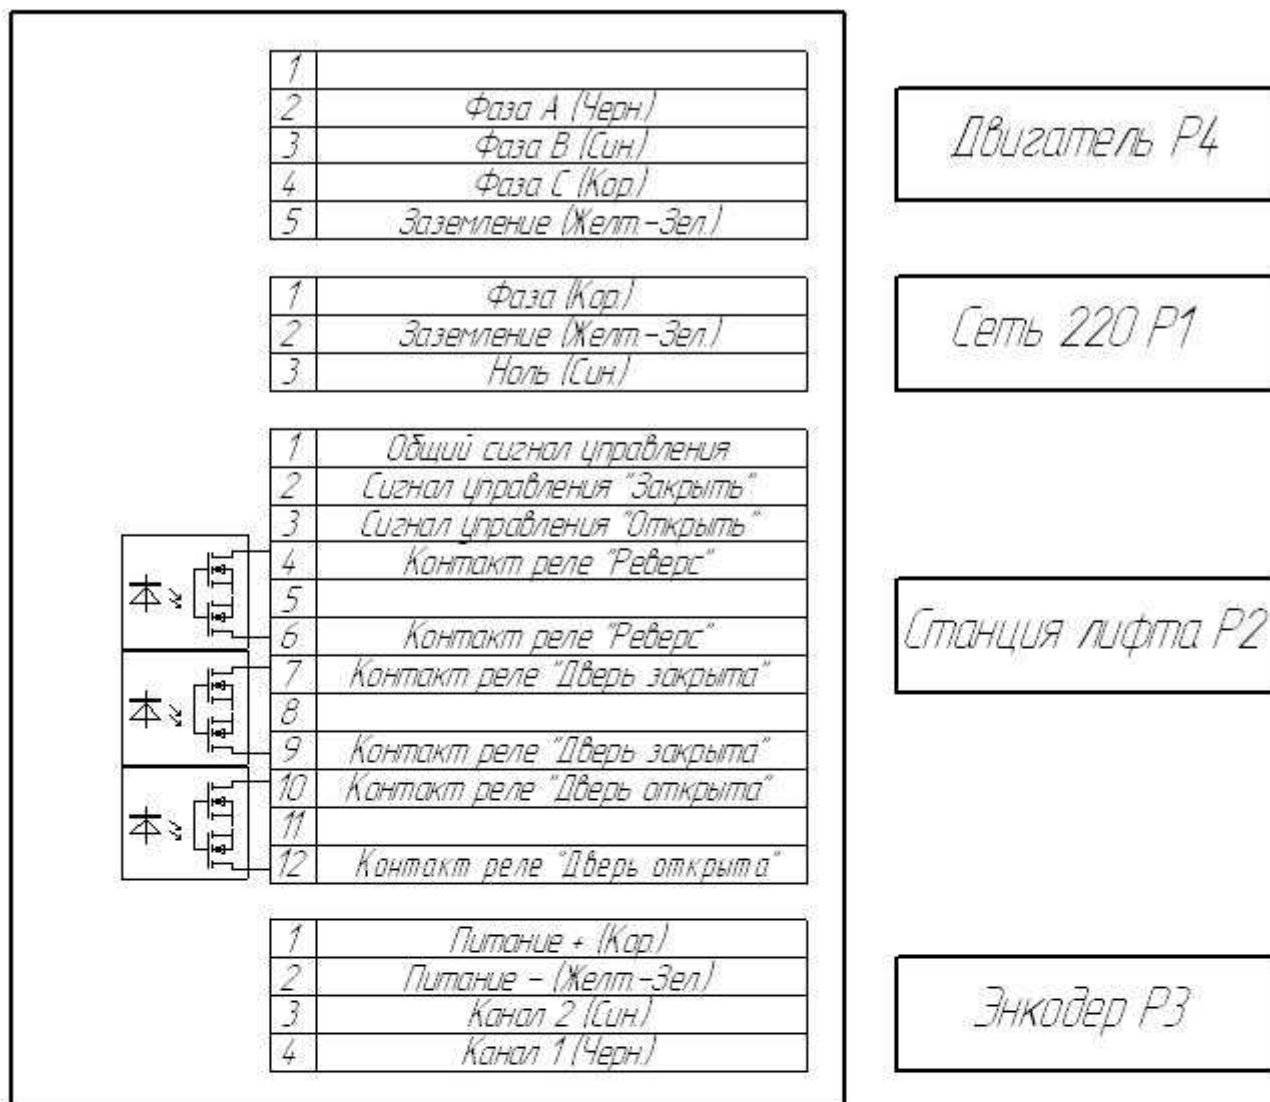 1
2 Фаза А (Черн.)
3 Фаза В (Син.)
4 Фаза С (Кор.)
5 Заземление (Желт.-Зел.)
Двигатель Р4
1 Фаза (Кор.)
2 Заземление (Желт.-Зел.)
3 Ноль (Син.)
Сеть 220 Р1
1 Общий сигнал управления
2 Сигнал управления "Закрыть"
3 Сигнал управления "Открыть"
4 Контакт реле "Реверс"
5
6 Контакт реле "Реверс"
7 Контакт реле "Дверь закрыта"
8
9 Контакт реле "Дверь закрыта"
10 Контакт реле "Дверь открыта"
11
12 Контакт реле "Дверь открыта"
Станция лифта Р2
1 Питание + (Кор.)
2 Питание - (Желт.-Зел.)
3 Канал 2 (Син.)
4 Канал 1 (Черн.)
Энкодер Р3